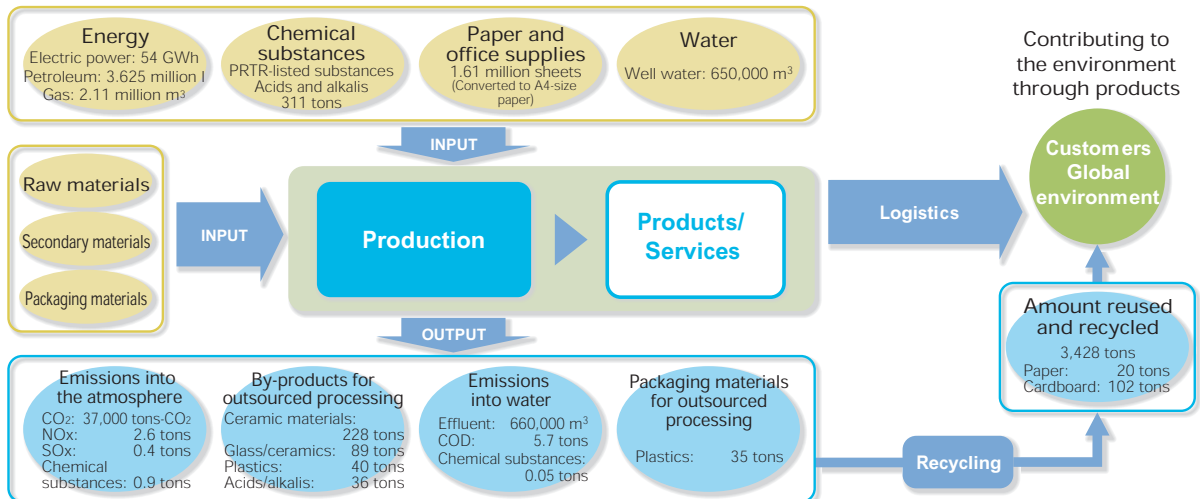 Energy
Electric power: 54 GWh
Petroleum: 3.625 million l
Gas: 2.11 million m³
Chemical
substances
PRTR-listed substances
Acids and alkalis
311 tons
Paper and
office supplies
1.61 million sheets
(Converted to A4-size
paper)
Water
Well water: 650,000 m³
Contributing to
the environment
through products
INPUT
Customers
Global
environment
Raw materials
Secondary materials
Packaging materials
INPUT
Production
Products/
Services
Logistics
OUTPUT
Amount reused
and recycled
3,428 tons
Paper: 20 tons
Cardboard: 102 tons
Emissions into
the atmosphere
CO₂: 37,000 tons-CO₂
NOx: 2.6 tons
SOx: 0.4 tons
Chemical
substances: 0.9 tons
By-products for
outsourced processing
Ceramic materials:
228 tons
Glass/ceramics: 89 tons
Plastics: 40 tons
Acids/alkalis: 36 tons
Emissions
into water
Effluent: 660,000 m³
COD: 5.7 tons
Chemical substances:
0.05 tons
Packaging materials
for outsourced
processing
Plastics: 35 tons
Recycling